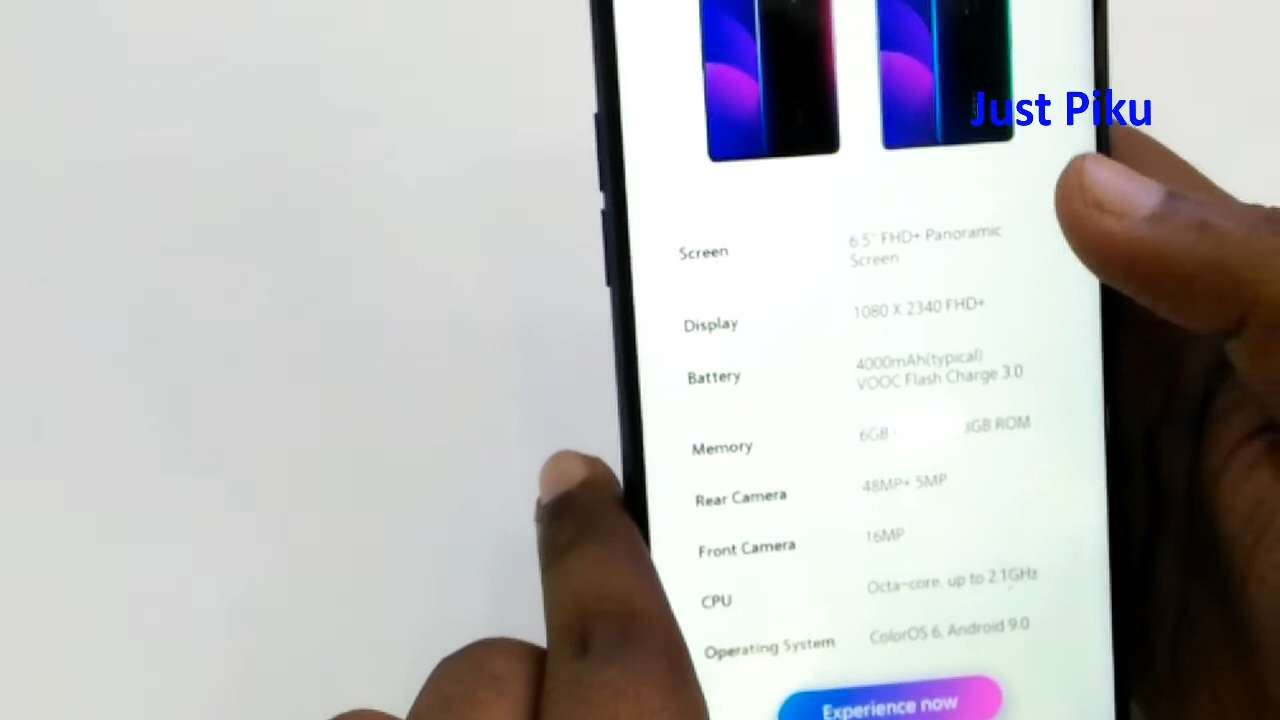 Just Piku
Screen
6.5" FHD+ Panoramic
Screen
Display
1080 X 2340 FHD+
Battery
4000mAh(typical)
VOOC Flash Charge 3.0
Memory
6GB GB ROM
Rear Camera
48MP+ 5MP
Front Camera
16MP
CPU
Octa-core, up to 2.1GHz
Operating System
ColorOS 6, Android 9.0
Experience now